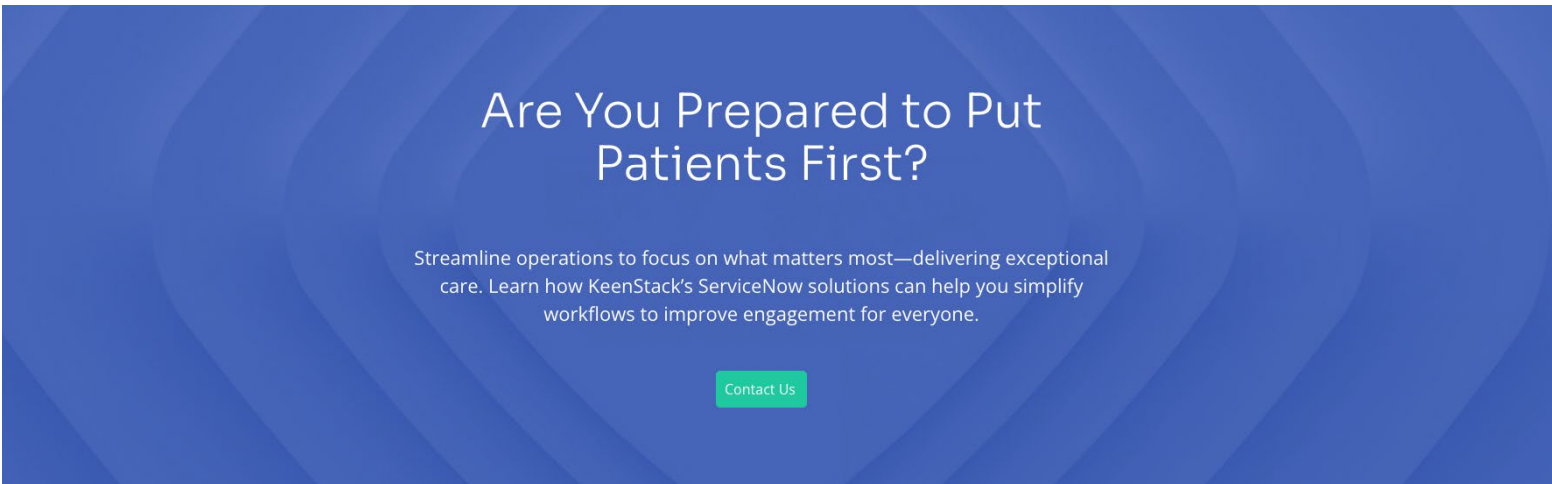 Are You Prepared to Put
Patients First?
Streamline operations to focus on what matters most—delivering exceptional
care. Learn how KeenStack’s ServiceNow solutions can help you simplify
workflows to improve engagement for everyone.
Contact Us